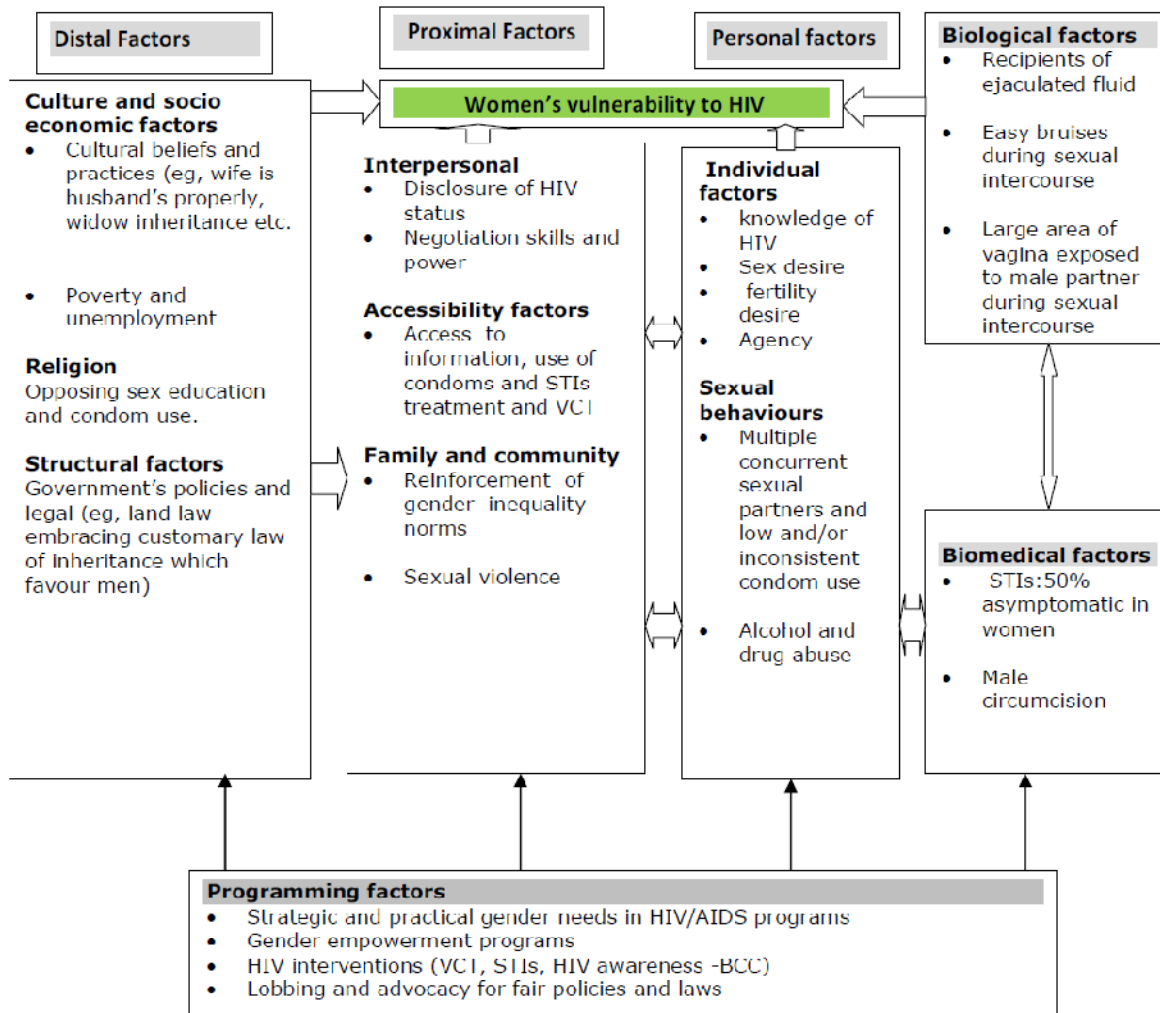 Distal Factors
Proximal Factors
Personal factors
Women's vulnerability to HIV
Culture and socio
economic factors
• Cultural beliefs and
practices (eg, wife is
husband's properly,
widow inheritance etc.
• Poverty and
unemployment
Religion
Opposing sex education
and condom use.
Structural factors
Government's policies and
legal (eg, land law
embracing customary law
of inheritance which
favour men)
Interpersonal
• Disclosure of HIV
status
• Negotiation skills and
power
Accessibility factors
• Access to
information, use of
condoms and STIs
treatment and VCT
Family and community
• Reinforcement of
gender inequality
norms
• Sexual violence
Individual
factors
• knowledge of
HIV
• Sex desire
• fertility
desire
• Agency
Sexual
behaviours
• Multiple
concurrent
sexual
partners and
low and/or
inconsistent
condom use
• Alcohol and
drug abuse
Biological factors
• Recipients of
ejaculated fluid
• Easy bruises
during sexual
intercourse
• Large area of
vagina exposed
to male partner
during sexual
intercourse
Biomedical factors
• STIs:50%
asymptomatic in
women
• Male
circumcision
Programming factors
• Strategic and practical gender needs in HIV/AIDS programs
• Gender empowerment programs
• HIV interventions (VCT, STIs, HIV awareness -BCC)
• Lobbing and advocacy for fair policies and laws